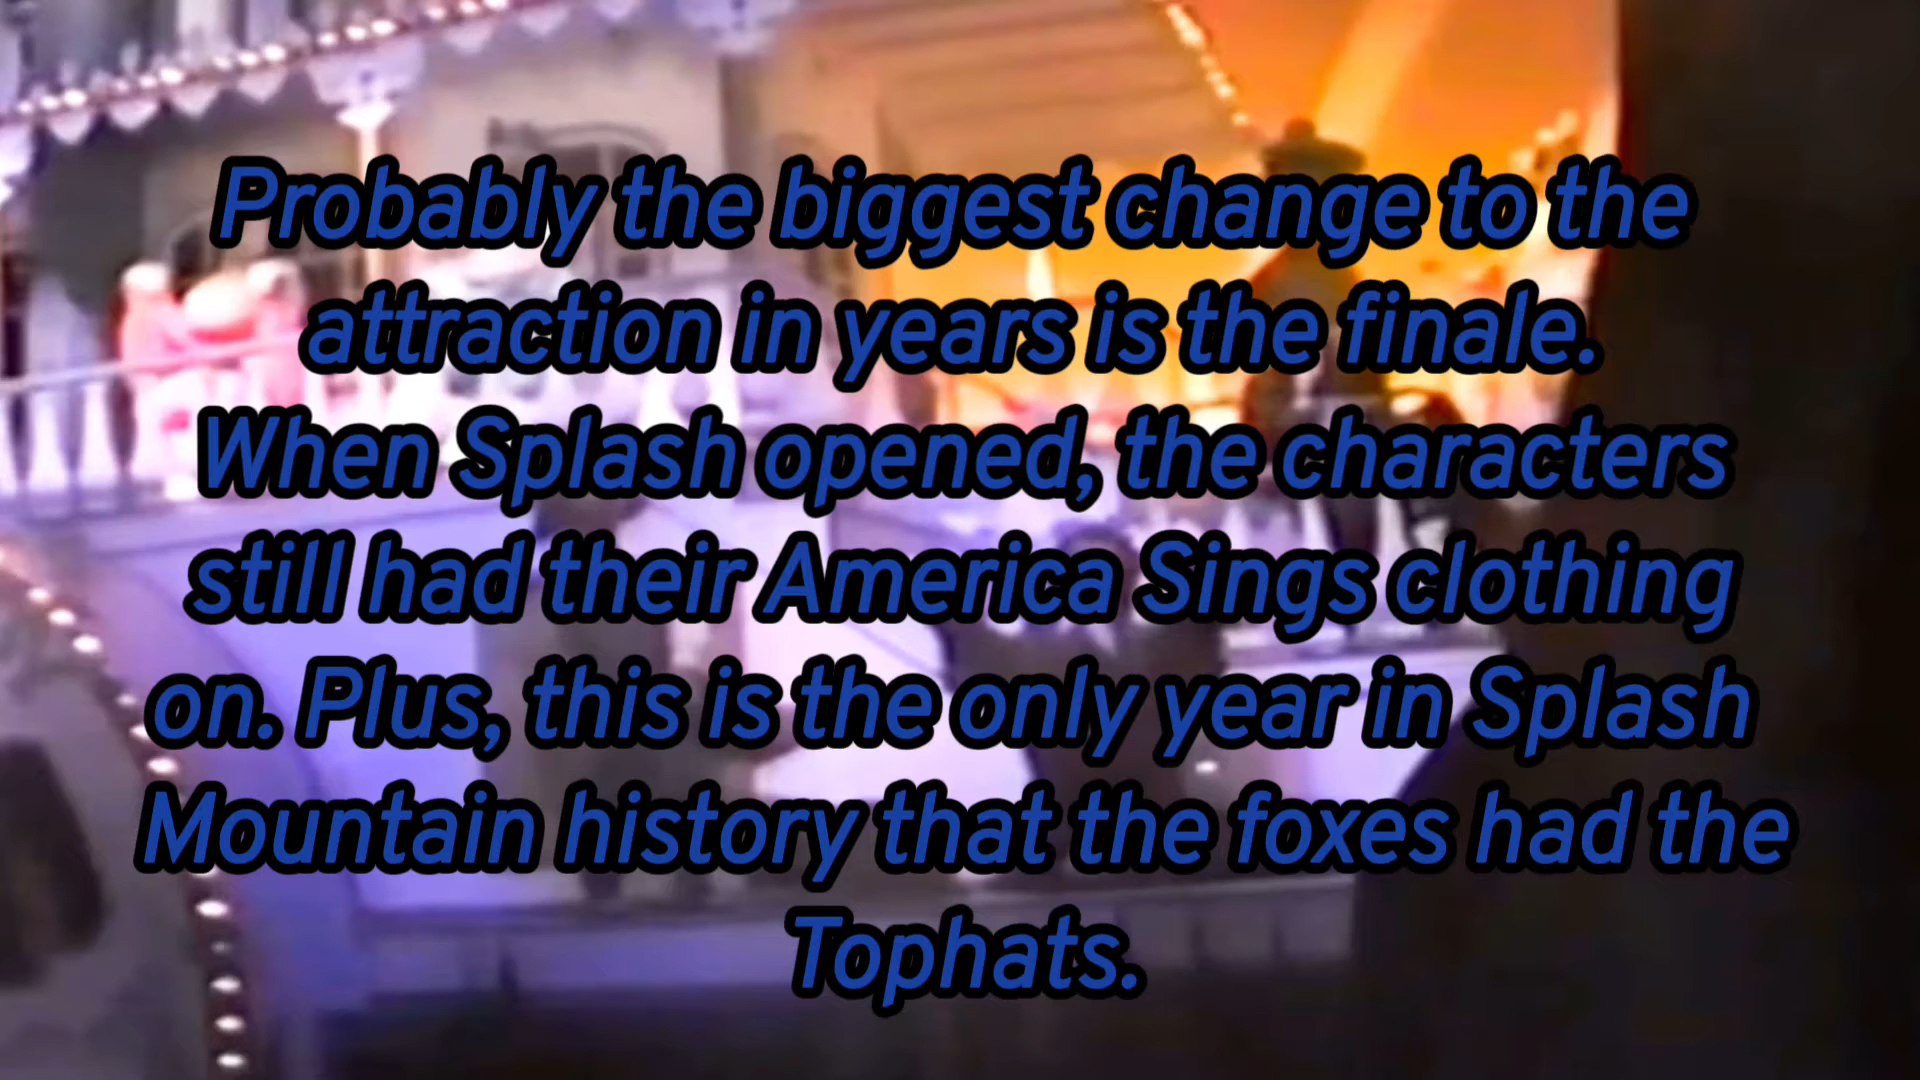 Probably the biggest change to the
attraction in years is the finale.
When Splash opened, the characters
still had their America Sings clothing
on. Plus, this is the only year in Splash
Mountain history that the foxes had the
Tophats.